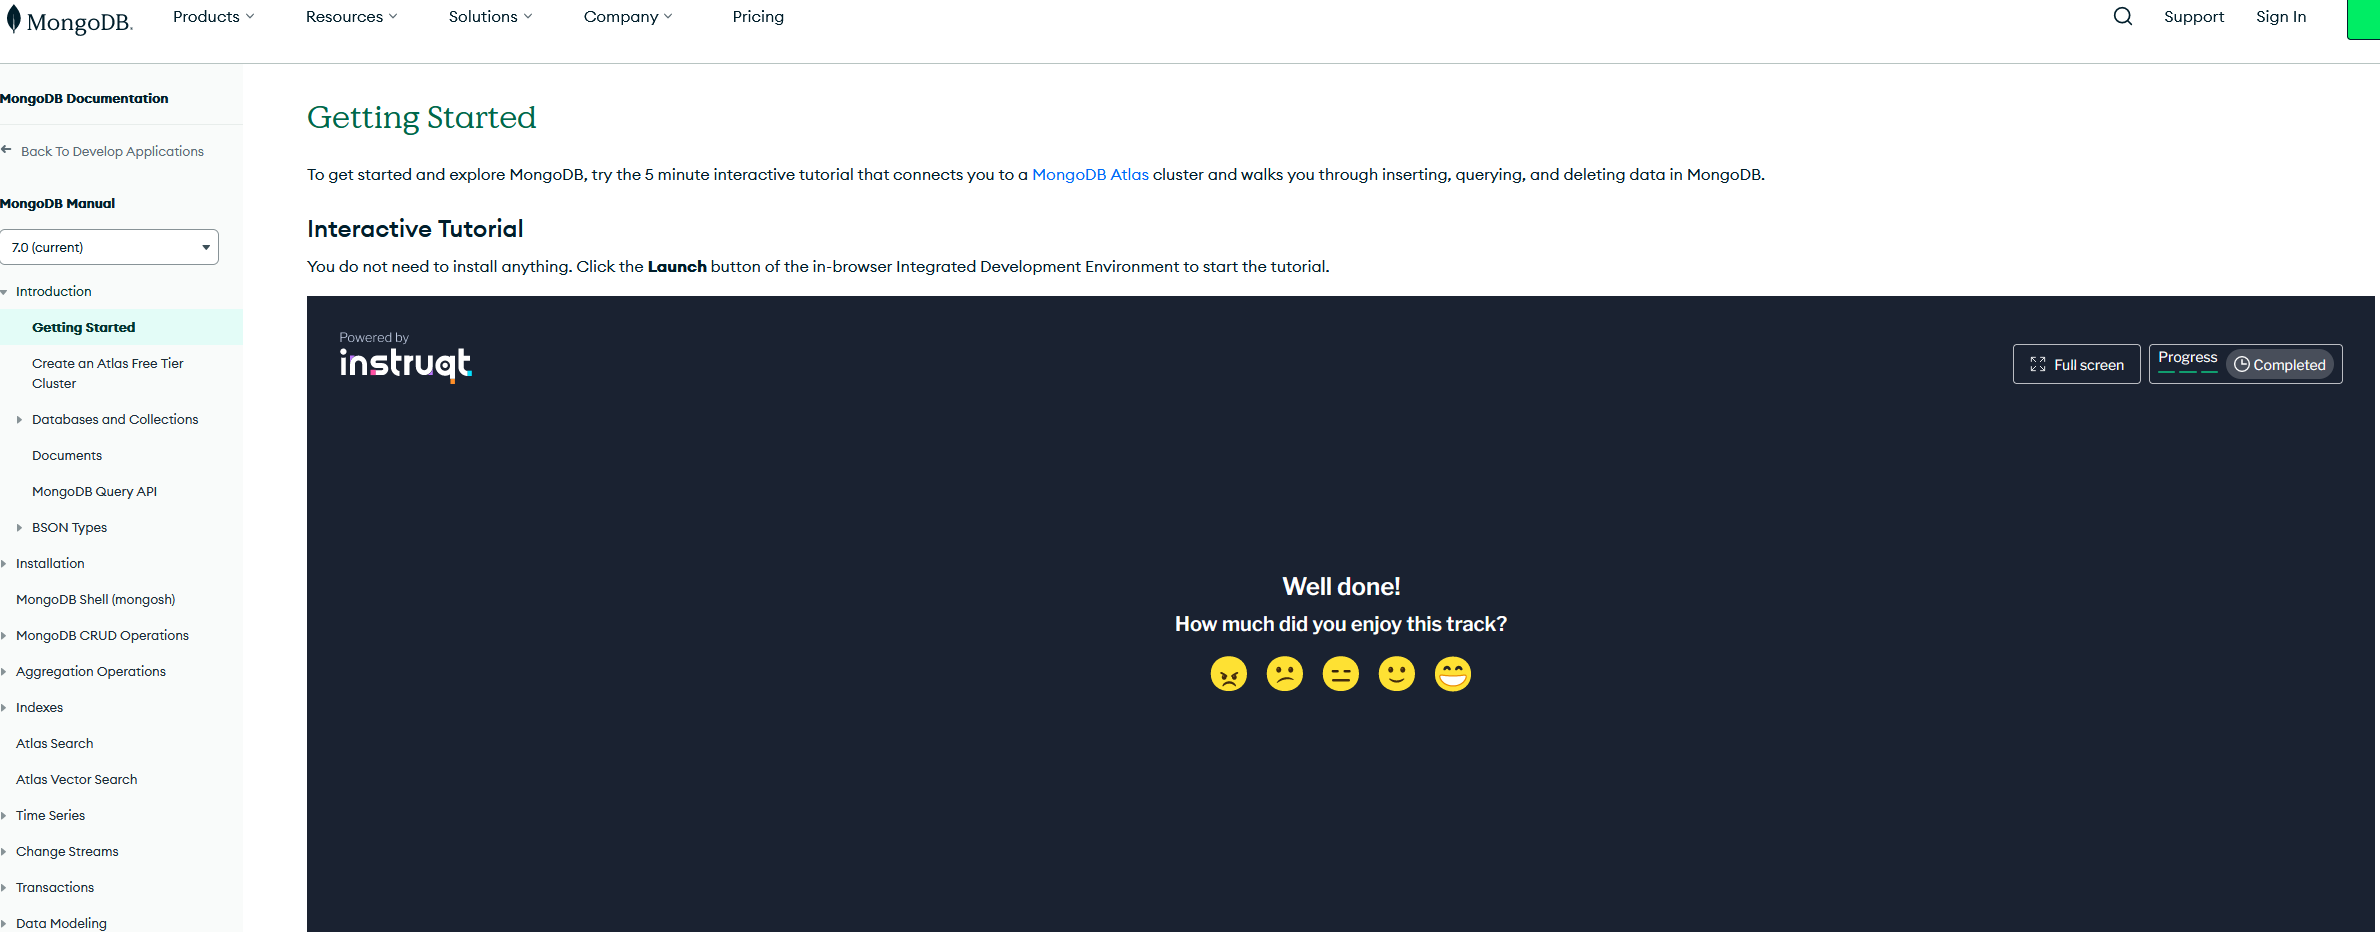 MongoDB.
Products
Resources
Solutions
Company
Pricing
Support
Sign In
MongoDB Documentation
Back To Develop Applications
MongoDB Manual
7.0 (current)
Introduction
Getting Started
Create an Atlas Free Tier
Cluster
Databases and Collections
Documents
MongoDB Query API
BSON Types
Installation
MongoDB Shell (mongosh)
MongoDB CRUD Operations
Aggregation Operations
Indexes
Atlas Search
Atlas Vector Search
Time Series
Change Streams
Transactions
Data Modeling
Getting Started
To get started and explore MongoDB, try the 5 minute interactive tutorial that connects you to a MongoDB Atlas cluster and walks you through inserting, querying, and deleting data in MongoDB.
Interactive Tutorial
You do not need to install anything. Click the Launch button of the in-browser Integrated Development Environment to start the tutorial.
Powered by
instruqt
Full screen
Progress
Completed
Well done!
How much did you enjoy this track?